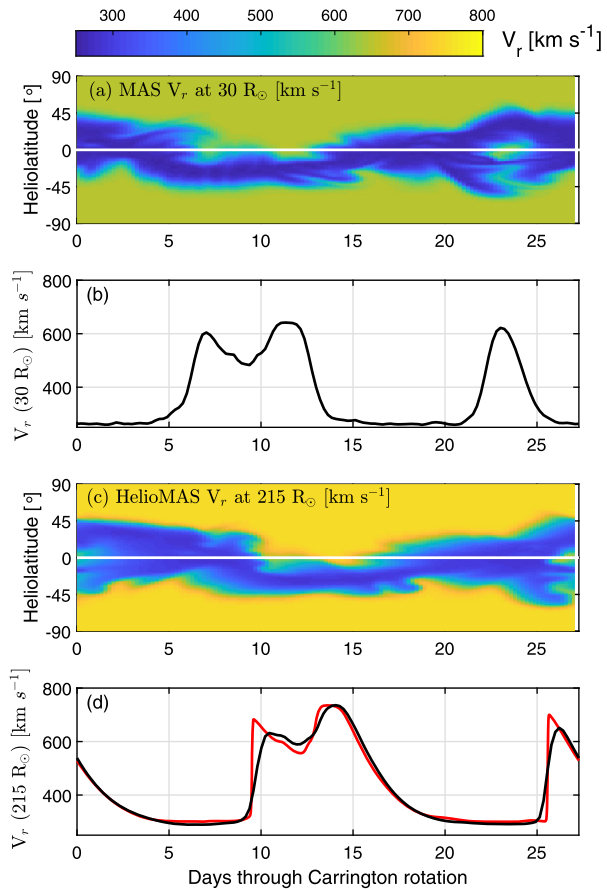 300 400 500 600 700 800
V_r [km s⁻¹]
(a) MAS V_r at 30 R_⊙ [km s⁻¹]
Heliolatitude [°]
90
45
0
-45
-90
0 5 10 15 20 25
(b)
V_r (30 R_⊙) [km s⁻¹]
800
600
400
0 5 10 15 20 25
(c) HelioMAS V_r at 215 R_⊙ [km s⁻¹]
Heliolatitude [°]
90
45
0
-45
-90
0 5 10 15 20 25
(d)
V_r (215 R_⊙) [km s⁻¹]
800
600
400
0 5 10 15 20 25
Days through Carrington rotation